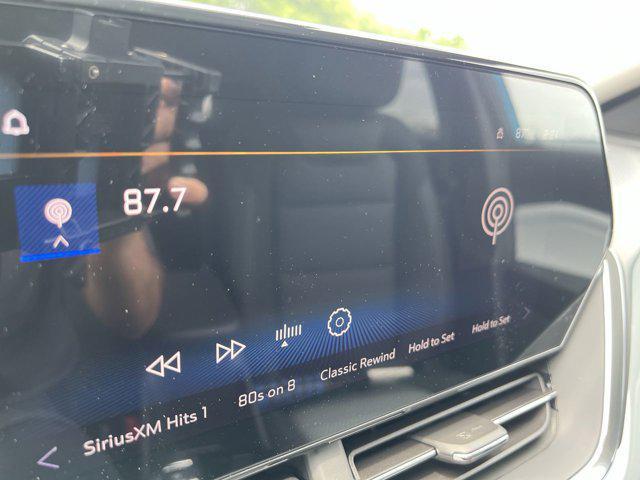 87.7
SiriusXM Hits 1
80s on 8
Classic Rewind
Hold to Set
Hold to Set